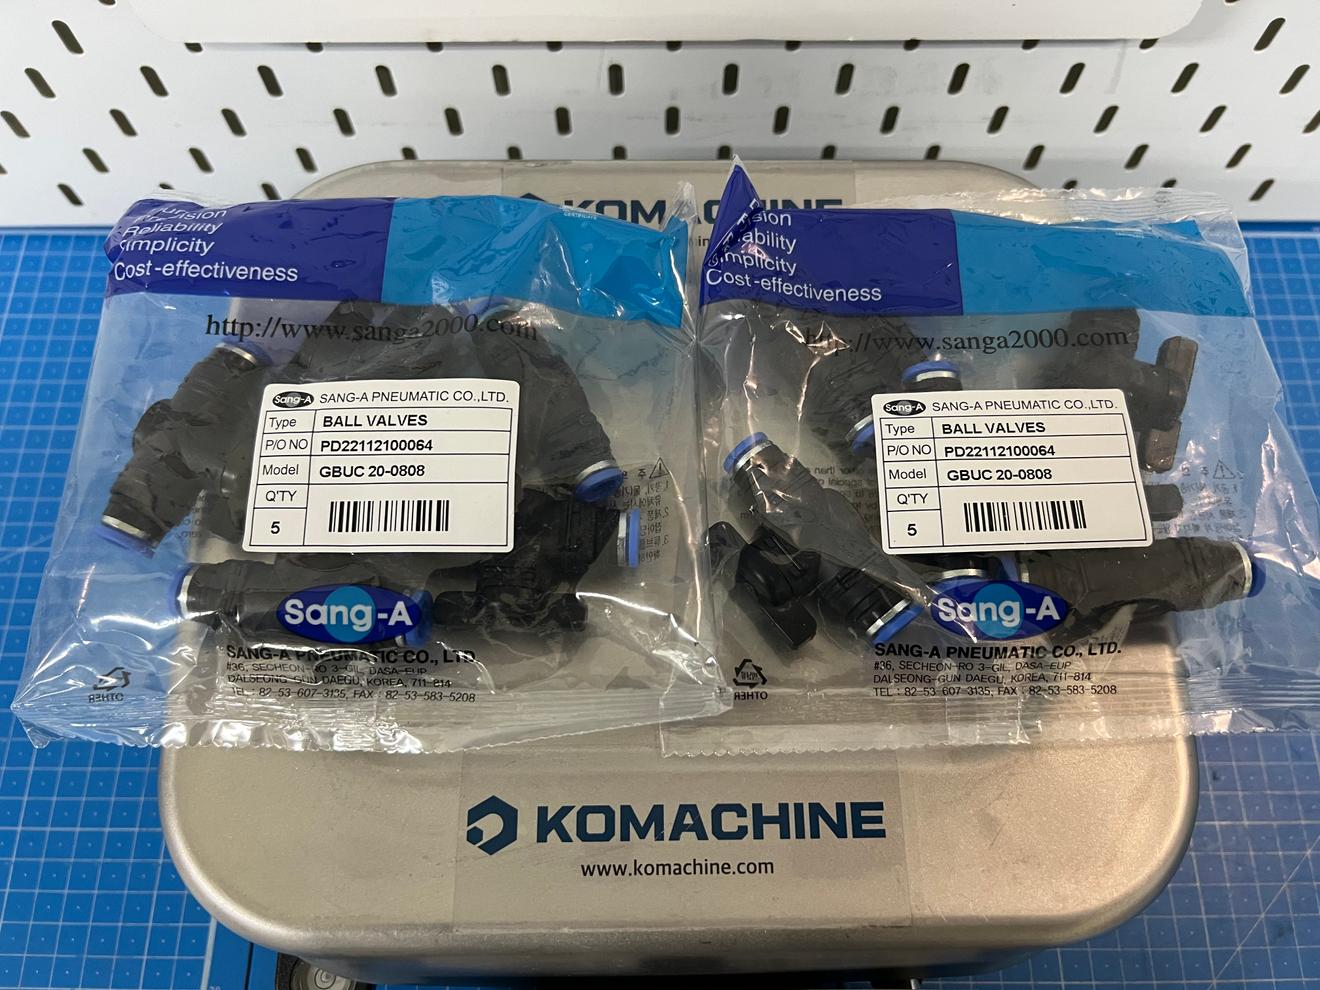 KOMACHINE
Reliability
Simplicity
Cost-effectiveness
http://www.sanga2000.com
Sang-A SANG-A PNEUMATIC CO.,LTD.
Type BALL VALVES
P/O NO PD22112100064
Model GBUC 20-0808
Q'TY
5
Sang-A
SANG-A PNEUMATIC CO., LTD.
#36, SECHEON-RO 3-GIL, DASA-EUP
DALSEONG-GUN DAEGU, KOREA, 711-814
TEL : 82-53-607-3135, FAX : 82-53-583-5208
OTHER
Cost-effectiveness
http://www.sanga2000.com
Sang-A SANG-A PNEUMATIC CO.,LTD.
Type BALL VALVES
P/O NO PD22112100064
Model GBUC 20-0808
Q'TY
5
Sang-A
SANG-A PNEUMATIC CO., LTD.
#36, SECHEON-RO 3-GIL, DASA-EUP
DALSEONG-GUN DAEGU, KOREA, 711-814
TEL : 82-53-607-3135, FAX : 82-53-583-5208
OTHER
KOMACHINE
www.komachine.com